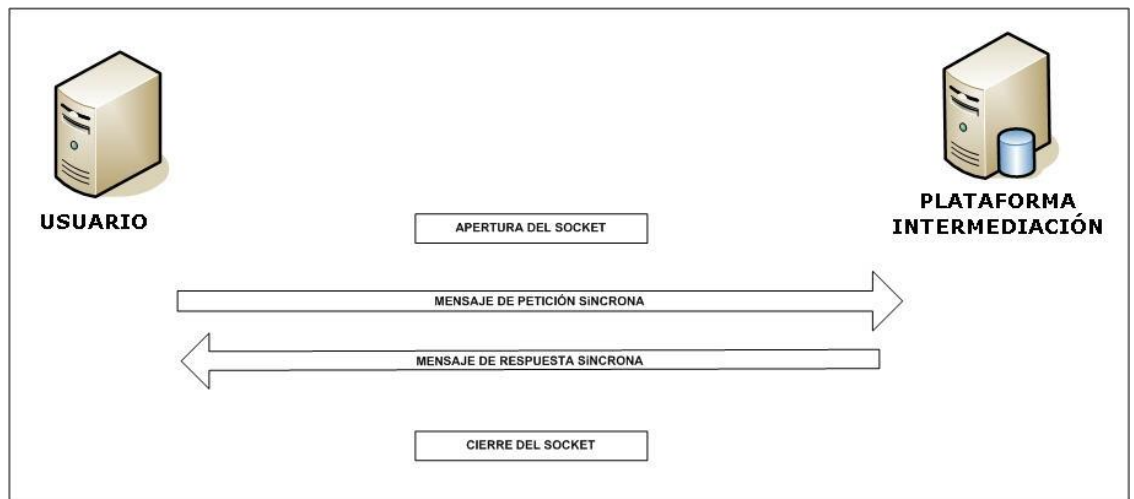 USUARIO
PLATAFORMA
INTERMEDIACIÓN
APERTURA DEL SOCKET
MENSAJE DE PETICIÓN SíNCRONA
MENSAJE DE RESPUESTA SíNCRONA
CIERRE DEL SOCKET